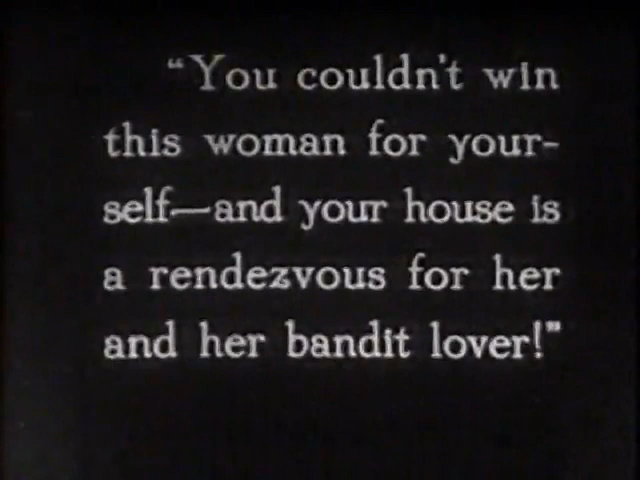 "You couldn't win
this woman for your-
self—and your house is
a rendezvous for her
and her bandit lover!"